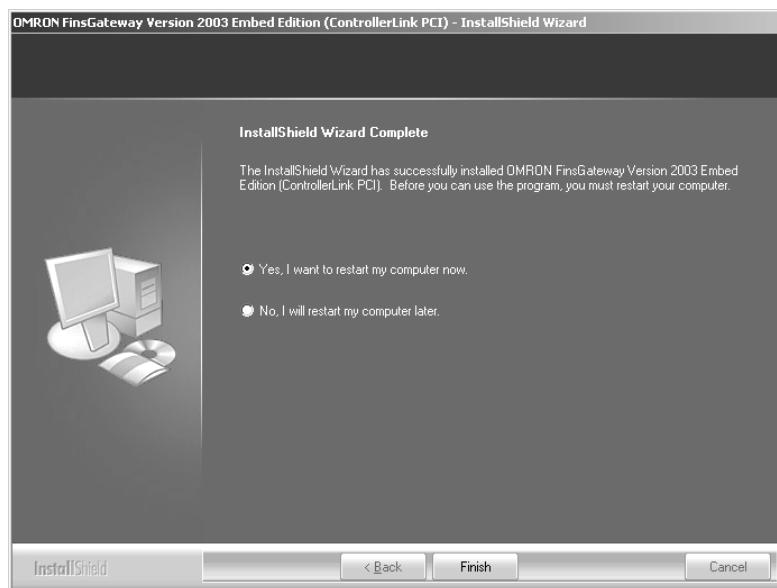 OMRON FinsGateway Version 2003 Embed Edition (ControllerLink PCI) - InstallShield Wizard
InstallShield Wizard Complete
The InstallShield Wizard has successfully installed OMRON FinsGateway Version 2003 Embed
Edition (ControllerLink PCI). Before you can use the program, you must restart your computer.
Yes, I want to restart my computer now.
No, I will restart my computer later.
InstallShield
< Back
Finish
Cancel